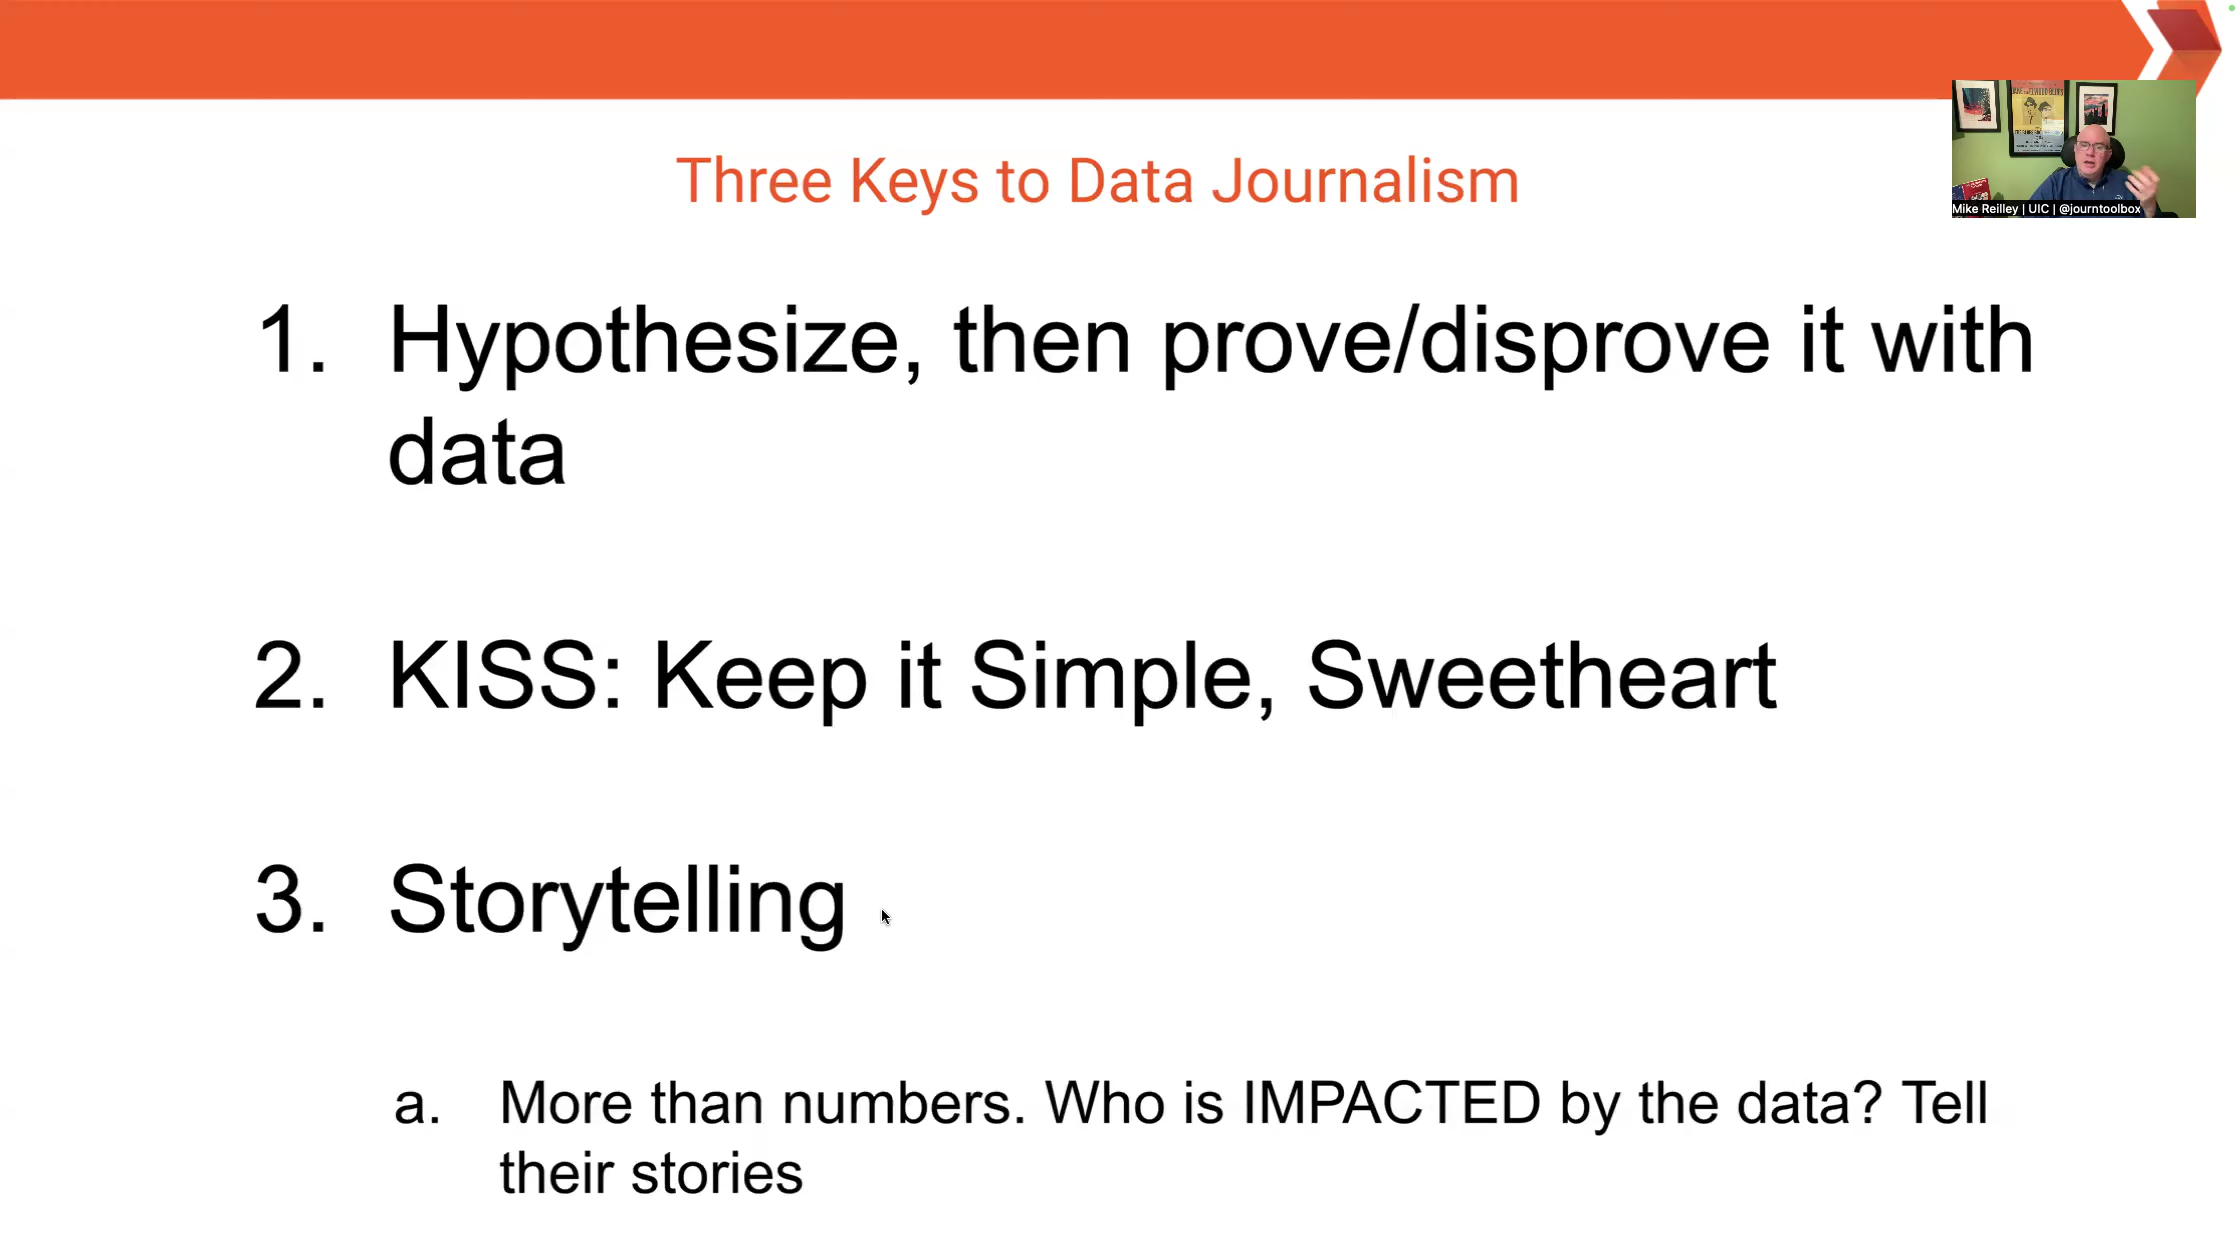 Three Keys to Data Journalism
Mike Reilley | UIC | @journtoolbox
1. Hypothesize, then prove/disprove it with
data
2. KISS: Keep it Simple, Sweetheart
3. Storytelling
a. More than numbers. Who is IMPACTED by the data? Tell
their stories